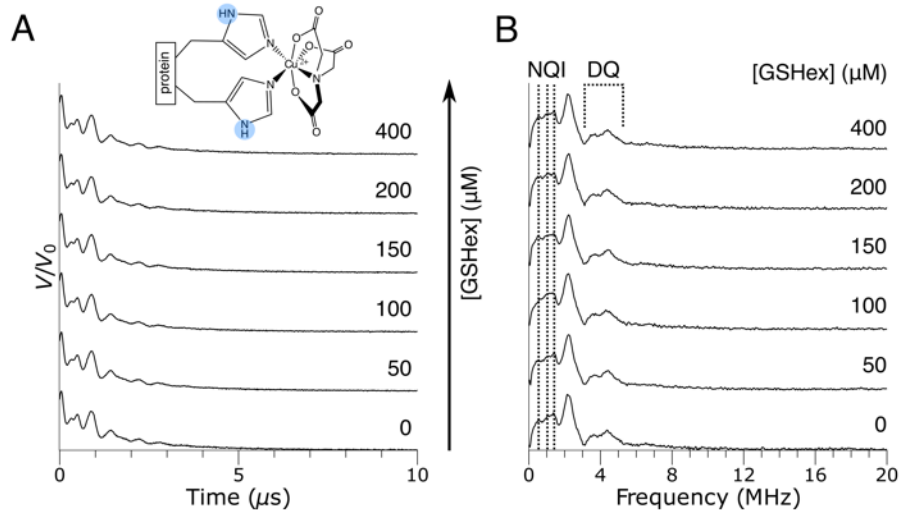 A
HN
N
O
O
O
O
protein
Cu2+
N
N
O
O
N
H
O
400
200
150
100
50
0
V/V0
[GSHex] (μM)
0
5
10
Time (μs)
B
NQI
DQ
[GSHex] (μM)
400
200
150
100
50
0
0
4
8
12
16
20
Frequency (MHz)